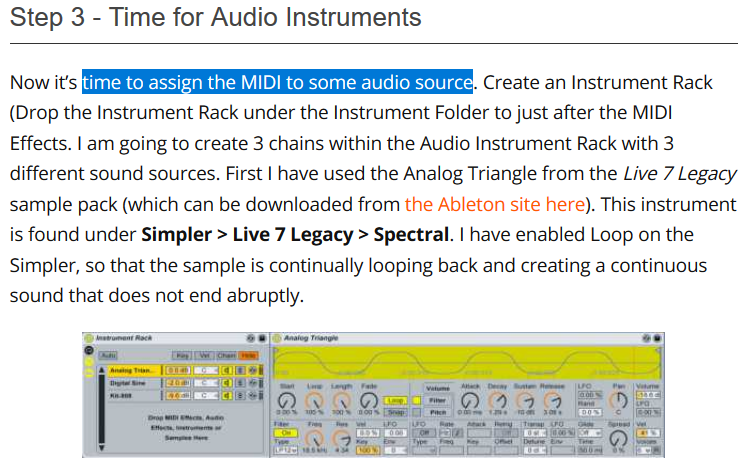 Step 3 - Time for Audio Instruments
Now it's time to assign the MIDI to some audio source. Create an Instrument Rack
(Drop the Instrument Rack under the Instrument Folder to just after the MIDI
Effects. I am going to create 3 chains within the Audio Instrument Rack with 3
different sound sources. First I have used the Analog Triangle from the Live 7 Legacy
sample pack (which can be downloaded from the Ableton site here). This instrument
is found under Simpler > Live 7 Legacy > Spectral. I have enabled Loop on the
Simpler, so that the sample is continually looping back and creating a continuous
sound that does not end abruptly.
Instrument Rack Analog Triangle
Auto Key Vel Chain Hide
Analog Trian... 0.0 dB C S
Digital Sine -2.0 dB C S
Kit-808 C S
Drop MIDI Effects, Audio
Effects, Instruments or
Samples Here
Start Loop Length Fade Volume Attack Decay Sustain Release LFO Pan Volume
Loop Filter Rand LFO
0.00 % 100 % 100 % 0.00 % Snap Pitch 0.00 ms 1.29 s -10 dB 3.08 s 0.0 % C 0.00 %
Filter Freq Res Vel LFO LFO Rate Attack Retrig Transp LFO Glide Spread Vel
On 0.0 % 0.00 Off Off 0 st 0.00 % Off
Type Key Env Type Freq Key Offset Detune Env Time Voices
LP12 18.5 kHz 4.34 100 % 0 0 st 50.0 ms 0 %